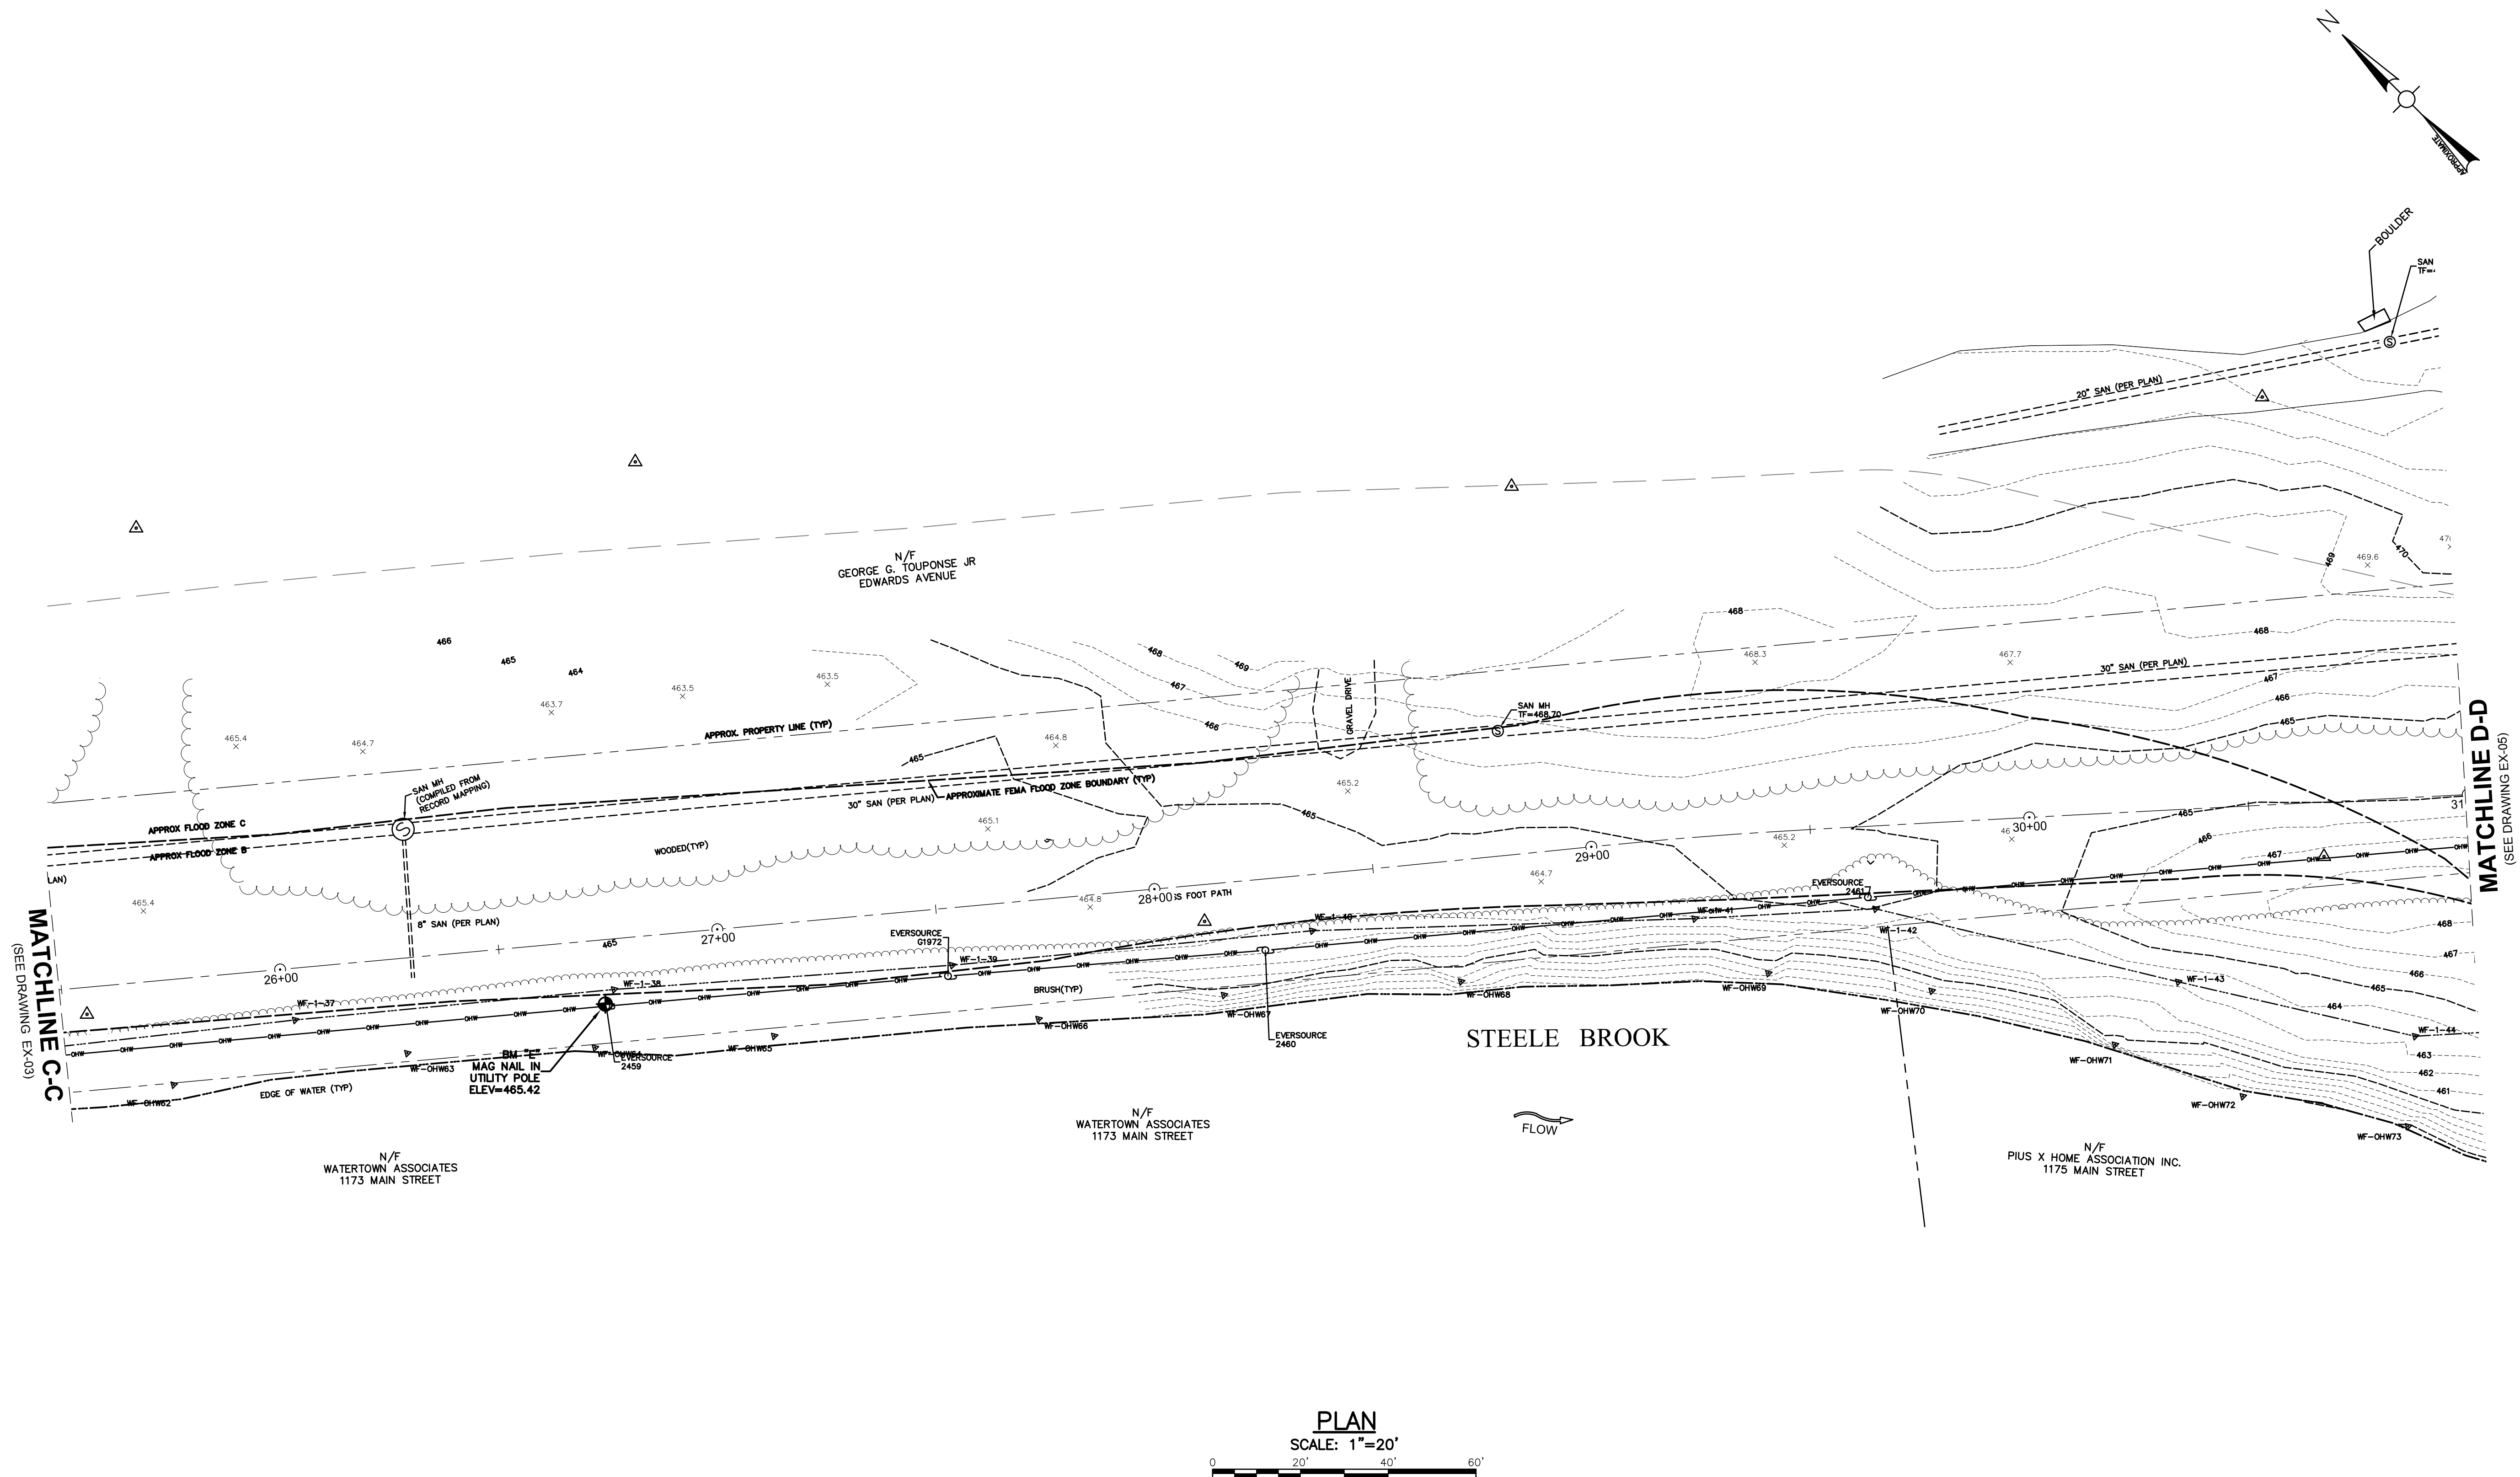 N
APPROXIMATE
BOULDER
SAN
20" SAN (PER PLAN)
N/F
GEORGE G. TOUPONSE JR
EDWARDS AVENUE
469
469.6
470
466
465
464
468
469
467
466
463.7
463.5
463.5
465.4
464.7
464.8
468
468.3
467.7
468
467
466
465
APPROX. PROPERTY LINE (TYP)
GRAVEL DRIVE
SAN MH
TF=468.70
30" SAN (PER PLAN)
SAN MH
(COMPILED FROM
RECORD MAPPING)
465
APPROXIMATE FEMA FLOOD ZONE BOUNDARY (TYP)
30" SAN (PER PLAN)
APPROX FLOOD ZONE C
APPROX FLOOD ZONE B
LAN)
WOODED(TYP)
465.1
465.2
465
464.7
465.2
465.4
464.8
8" SAN (PER PLAN)
26+00
27+00
28+00
IS FOOT PATH
29+00
30+00
31
465
466
467
465
MATCHLINE C-C
(SEE DRAWING EX-03)
MATCHLINE D-D
(SEE DRAWING EX-05)
EVERSOURCE
G1972
EVERSOURCE
2461
WF-1-37
WF-1-38
WF-1-39
WF-1-40
WF-1-41
WF-1-42
WF-1-43
WF-1-44
OHW
468
467
466
465
464
463
462
461
BRUSH(TYP)
EVERSOURCE
2460
EVERSOURCE
2459
BM "E"
MAG NAIL IN
UTILITY POLE
ELEV=465.42
EDGE OF WATER (TYP)
WF-OHW62
WF-OHW63
WF-OHW64
WF-OHW65
WF-OHW66
WF-OHW67
WF-OHW68
WF-OHW69
WF-OHW70
WF-OHW71
WF-OHW72
WF-OHW73
STEELE BROOK
FLOW
N/F
WATERTOWN ASSOCIATES
1173 MAIN STREET
N/F
WATERTOWN ASSOCIATES
1173 MAIN STREET
N/F
PIUS X HOME ASSOCIATION INC.
1175 MAIN STREET
PLAN
SCALE: 1"=20'
0 20' 40' 60'